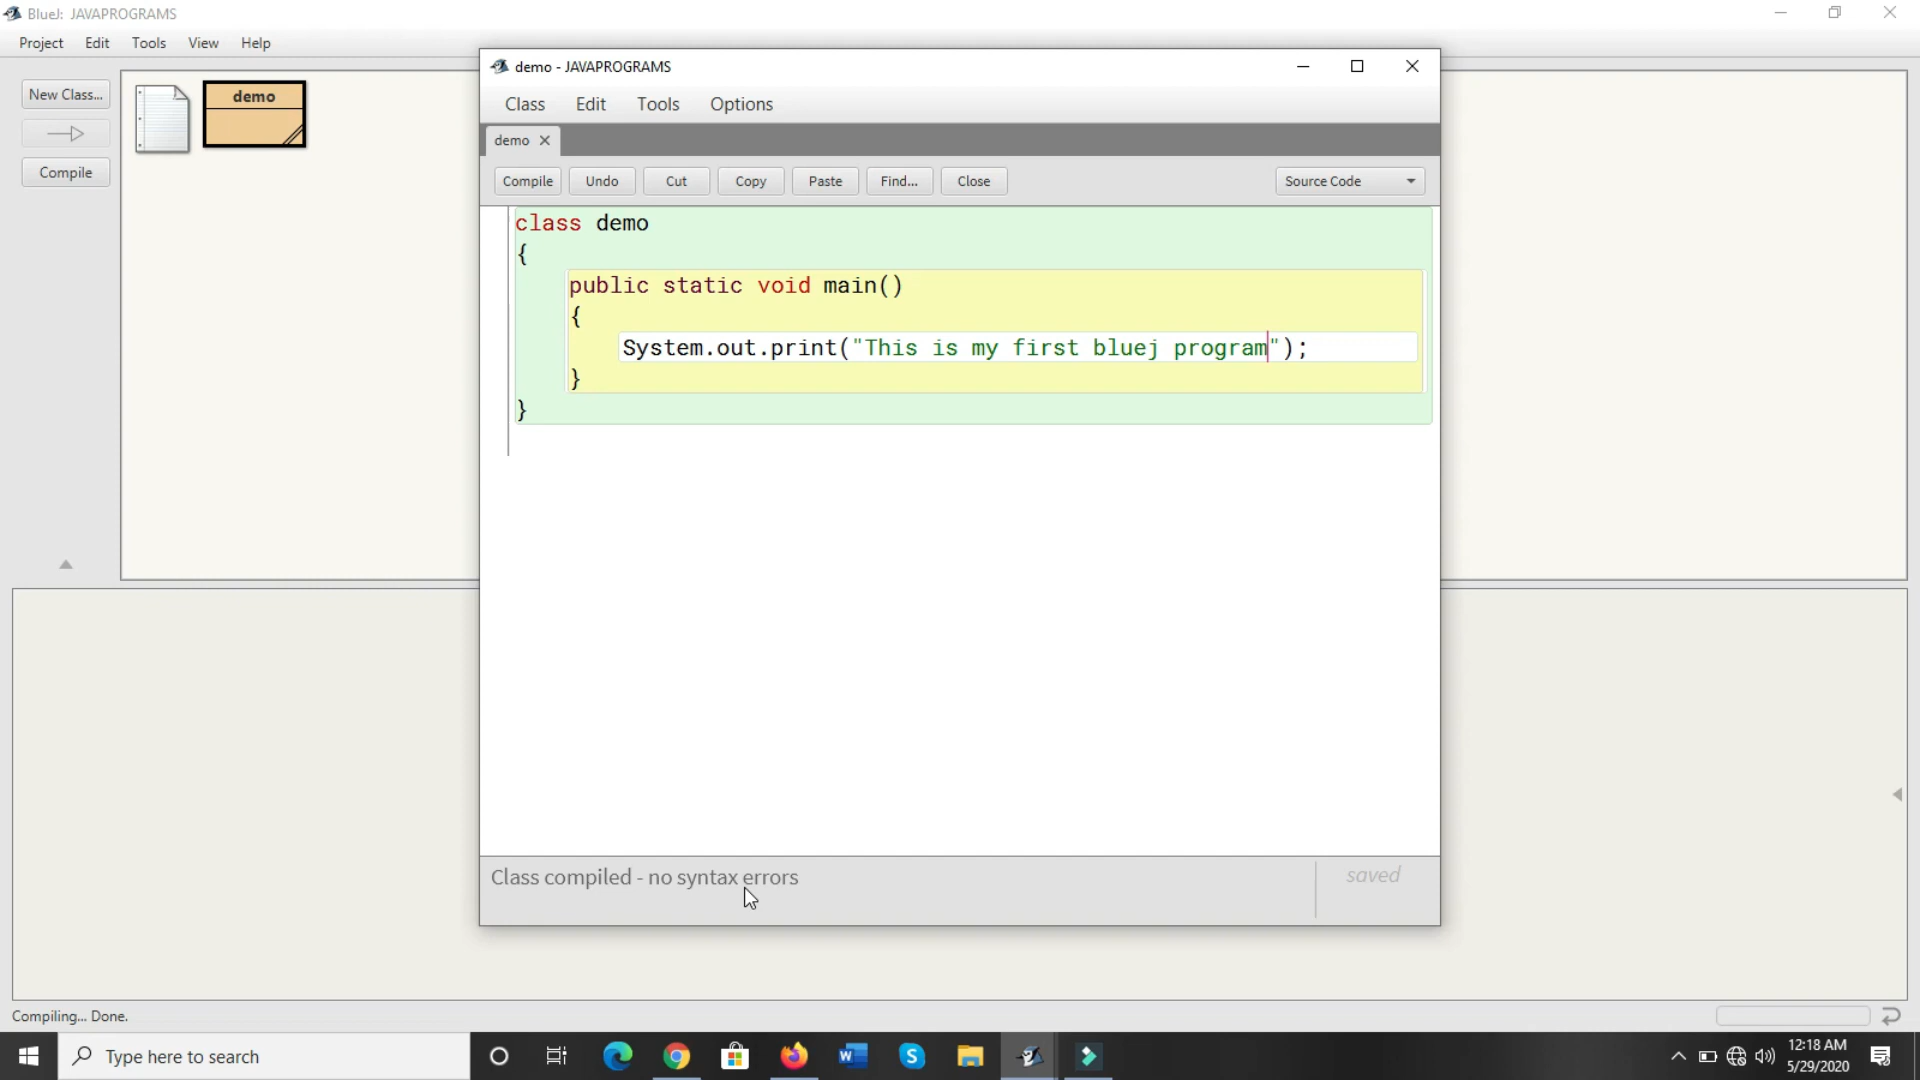 BlueJ: JAVAPROGRAMS
Project Edit Tools View Help
New Class...
Compile
demo
demo - JAVAPROGRAMS
Class Edit Tools Options
demo
Compile Undo Cut Copy Paste Find... Close Source Code
class demo
{
public static void main()
{
System.out.print("This is my first bluej program");
}
}
Class compiled - no syntax errors
saved
Compiling... Done.
Type here to search
12:18 AM
5/29/2020